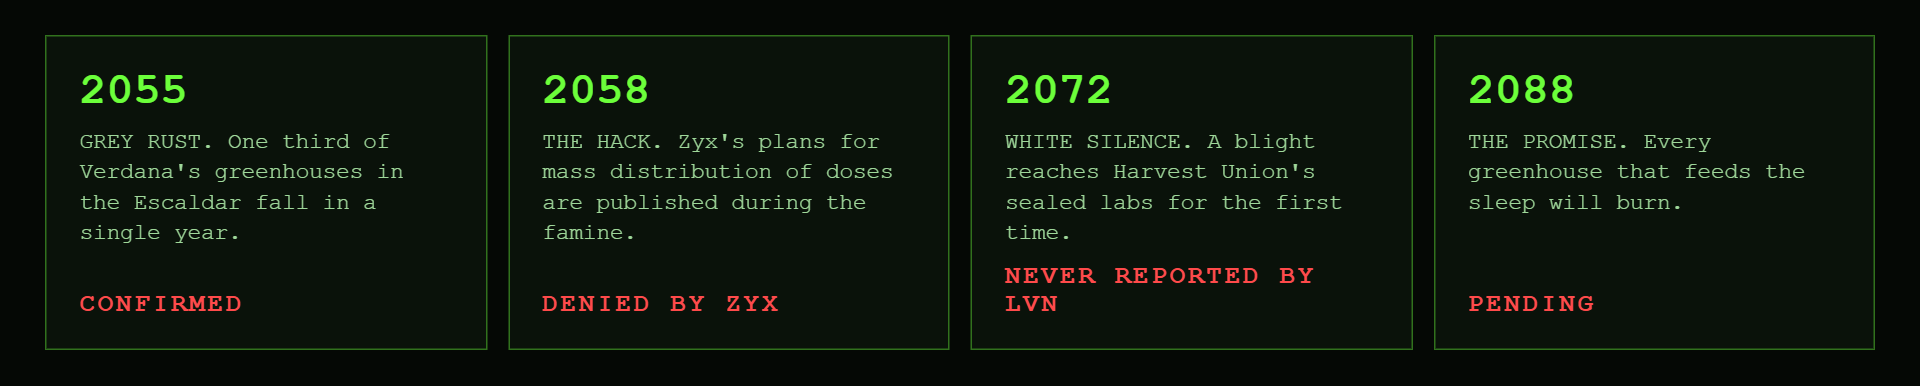 2055
GREY RUST. One third of
Verdana's greenhouses in
the Escaldar fall in a
single year.
CONFIRMED
2058
THE HACK. Zyx's plans for
mass distribution of doses
are published during the
famine.
DENIED BY ZYX
2072
WHITE SILENCE. A blight
reaches Harvest Union's
sealed labs for the first
time.
NEVER REPORTED BY
LVN
2088
THE PROMISE. Every
greenhouse that feeds the
sleep will burn.
PENDING